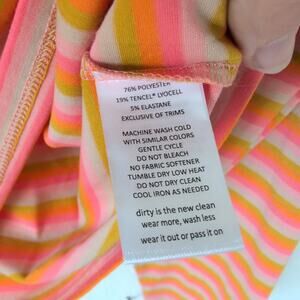 76% POLYESTER
19% TENCEL® LYOCELL
5% ELASTANE
EXCLUSIVE OF TRIMS
MACHINE WASH COLD
WITH SIMILAR COLORS
GENTLE CYCLE
DO NOT BLEACH
NO FABRIC SOFTENER
TUMBLE DRY LOW HEAT
DO NOT DRY CLEAN
COOL IRON AS NEEDED
dirty is the new clean
wear more, wash less
wear it out or pass it on